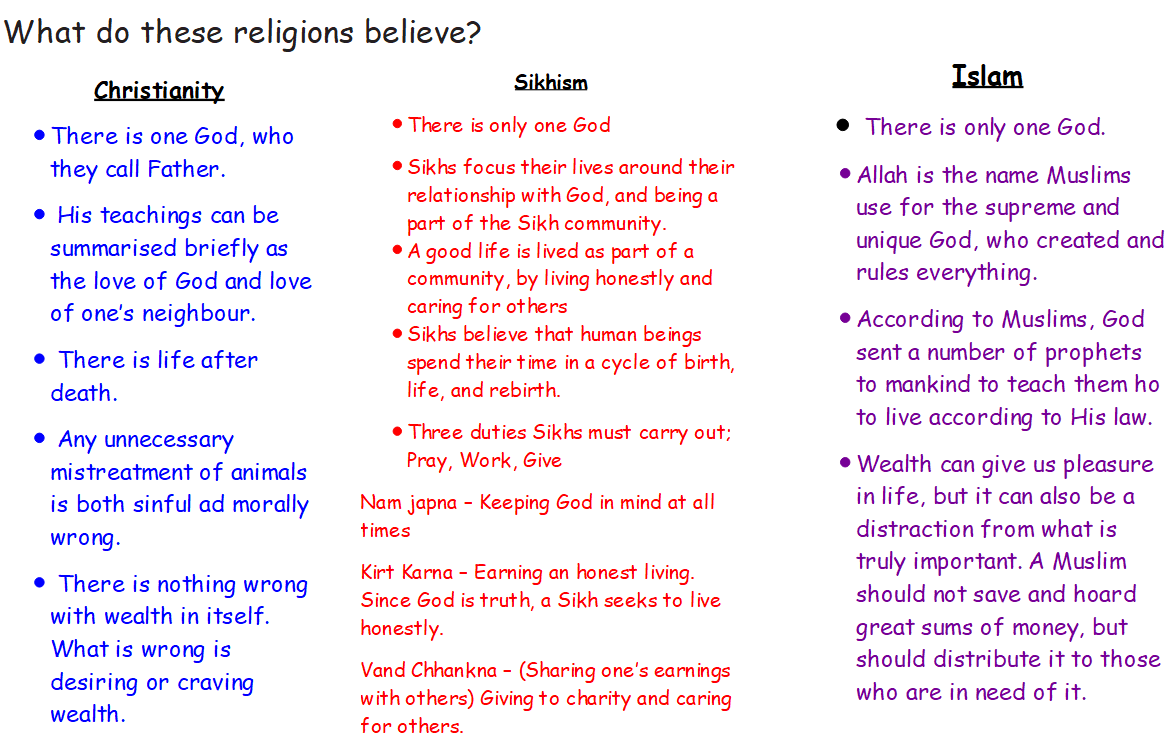 What do these religions believe?
Christianity
• There is one God, who
they call Father.
• His teachings can be
summarised briefly as
the love of God and love
of one’s neighbour.
• There is life after
death.
• Any unnecessary
mistreatment of animals
is both sinful ad morally
wrong.
• There is nothing wrong
with wealth in itself.
What is wrong is
desiring or craving
wealth.
Sikhism
• There is only one God
• Sikhs focus their lives around their
relationship with God, and being a
part of the Sikh community.
• A good life is lived as part of a
community, by living honestly and
caring for others
• Sikhs believe that human beings
spend their time in a cycle of birth,
life, and rebirth.
• Three duties Sikhs must carry out;
Pray, Work, Give
Nam japna – Keeping God in mind at all
times
Kirt Karna – Earning an honest living.
Since God is truth, a Sikh seeks to live
honestly.
Vand Chhankna – (Sharing one’s earnings
with others) Giving to charity and caring
for others.
Islam
• There is only one God.
• Allah is the name Muslims
use for the supreme and
unique God, who created and
rules everything.
• According to Muslims, God
sent a number of prophets
to mankind to teach them ho
to live according to His law.
• Wealth can give us pleasure
in life, but it can also be a
distraction from what is
truly important. A Muslim
should not save and hoard
great sums of money, but
should distribute it to those
who are in need of it.